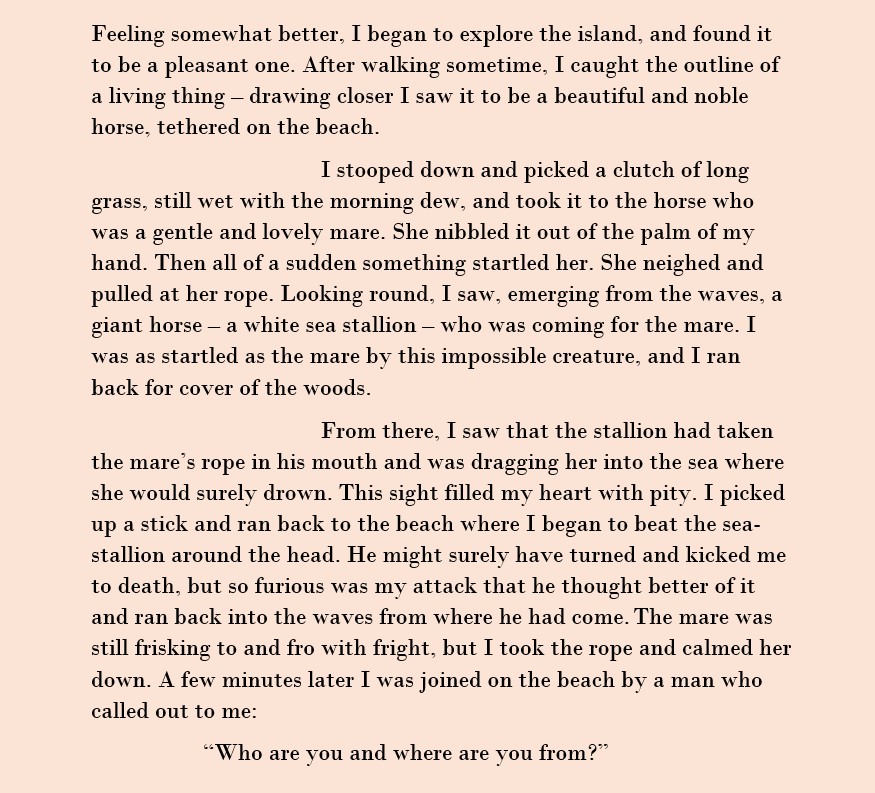 Feeling somewhat better, I began to explore the island, and found it
to be a pleasant one. After walking sometime, I caught the outline of
a living thing – drawing closer I saw it to be a beautiful and noble
horse, tethered on the beach.
I stooped down and picked a clutch of long
grass, still wet with the morning dew, and took it to the horse who
was a gentle and lovely mare. She nibbled it out of the palm of my
hand. Then all of a sudden something startled her. She neighed and
pulled at her rope. Looking round, I saw, emerging from the waves, a
giant horse – a white sea stallion – who was coming for the mare. I
was as startled as the mare by this impossible creature, and I ran
back for cover of the woods.
From there, I saw that the stallion had taken
the mare’s rope in his mouth and was dragging her into the sea where
she would surely drown. This sight filled my heart with pity. I picked
up a stick and ran back to the beach where I began to beat the sea-
stallion around the head. He might surely have turned and kicked me
to death, but so furious was my attack that he thought better of it
and ran back into the waves from where he had come. The mare was
still frisking to and fro with fright, but I took the rope and calmed her
down. A few minutes later I was joined on the beach by a man who
called out to me:
“Who are you and where are you from?”